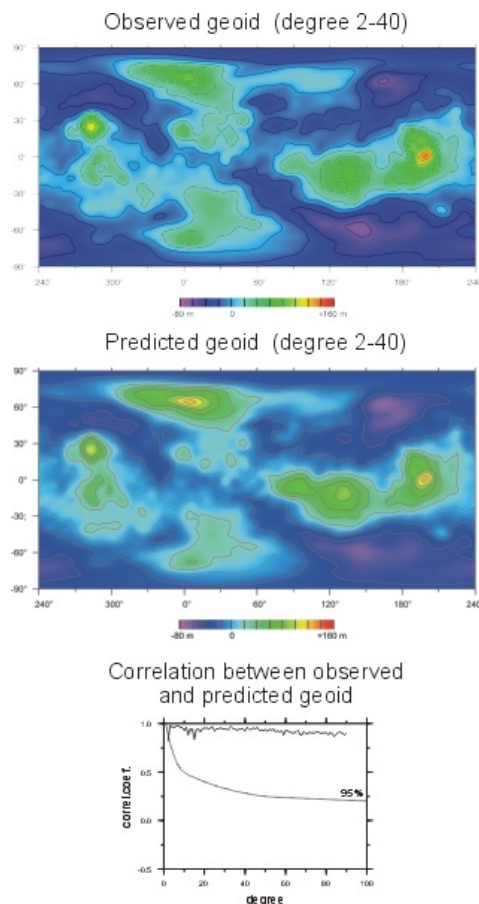 Observed geoid (degree 2-40)
90°
60°
30°
0°
-30°
-60°
-90°
240° 300° 0° 60° 120° 180° 240
-80 m 0 +160 m
Predicted geoid (degree 2-40)
90°
60°
30°
0°
-30°
-60°
-90°
240° 300° 0° 60° 120° 180° 240
-80 m 0 +160 m
Correlation between observed
and predicted geoid
1.0
0.5
0.0
-0.5
correl.coef.
95%
0 20 40 60 80 100
degree